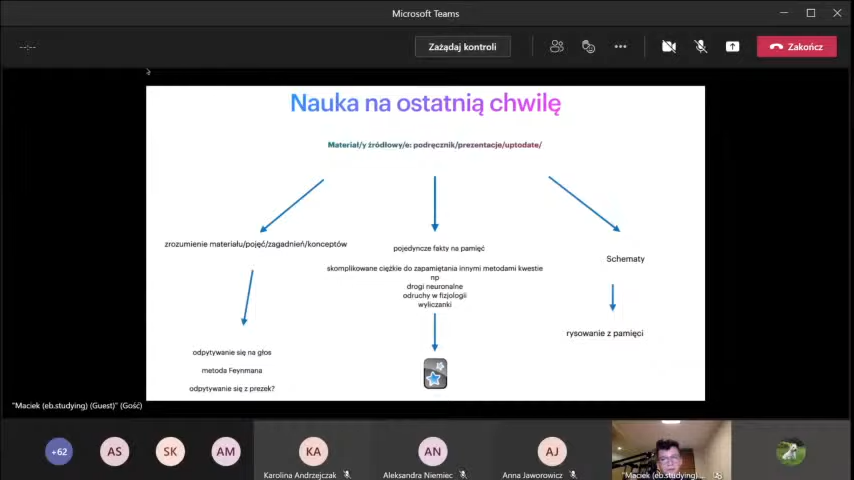 Microsoft Teams
--:--
Zażądaj kontroli
Zakończ
Nauka na ostatnią chwilę
Materiał/y źródłowy/e: podręcznik/prezentacje/uptodate/
zrozumienie materiału/pojęć/zagadnień/konceptów
odpytywanie się na głos
metoda Feynmana
odpytywanie się z prezek?
pojedyncze fakty na pamięć
skomplikowane ciężkie do zapamiętania innymi metodami kwestie
np
drogi neuronalne
odruchy w fizjologii
wyliczanki
Schematy
rysowanie z pamięci
"Maciek (eb.studying) (Guest)" (Gość)
+62
AS
SK
AM
KA
Karolina Andrzejczak
AN
Aleksandra Niemiec
AJ
Anna Jaworowicz
"Maciek (eb.studying)...